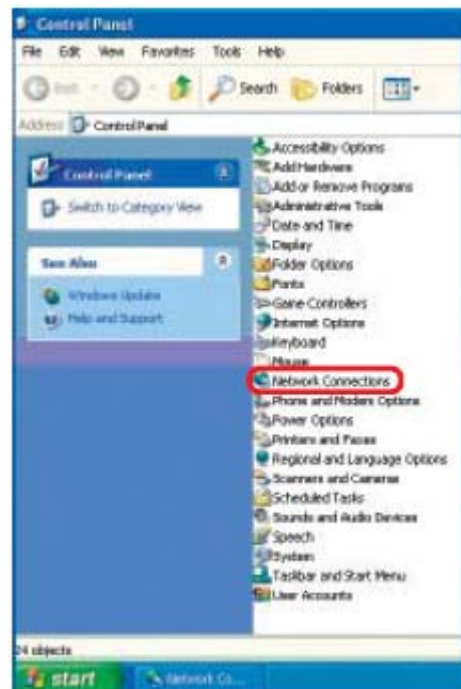 Control Panel
File Edit View Favorites Tools Help
Back Search Folders
Address Control Panel
Control Panel
Switch to Category View
See Also
Windows Update
Help and Support
Accessibility Options
Add Hardware
Add or Remove Programs
Administrative Tools
Date and Time
Display
Folder Options
Fonts
Game Controllers
Internet Options
Keyboard
Mouse
Network Connections
Phone and Modem Options
Power Options
Printers and Faxes
Regional and Language Options
Scanners and Cameras
Scheduled Tasks
Sounds and Audio Devices
Speech
System
Taskbar and Start Menu
User Accounts
24 objects
start Network Co...